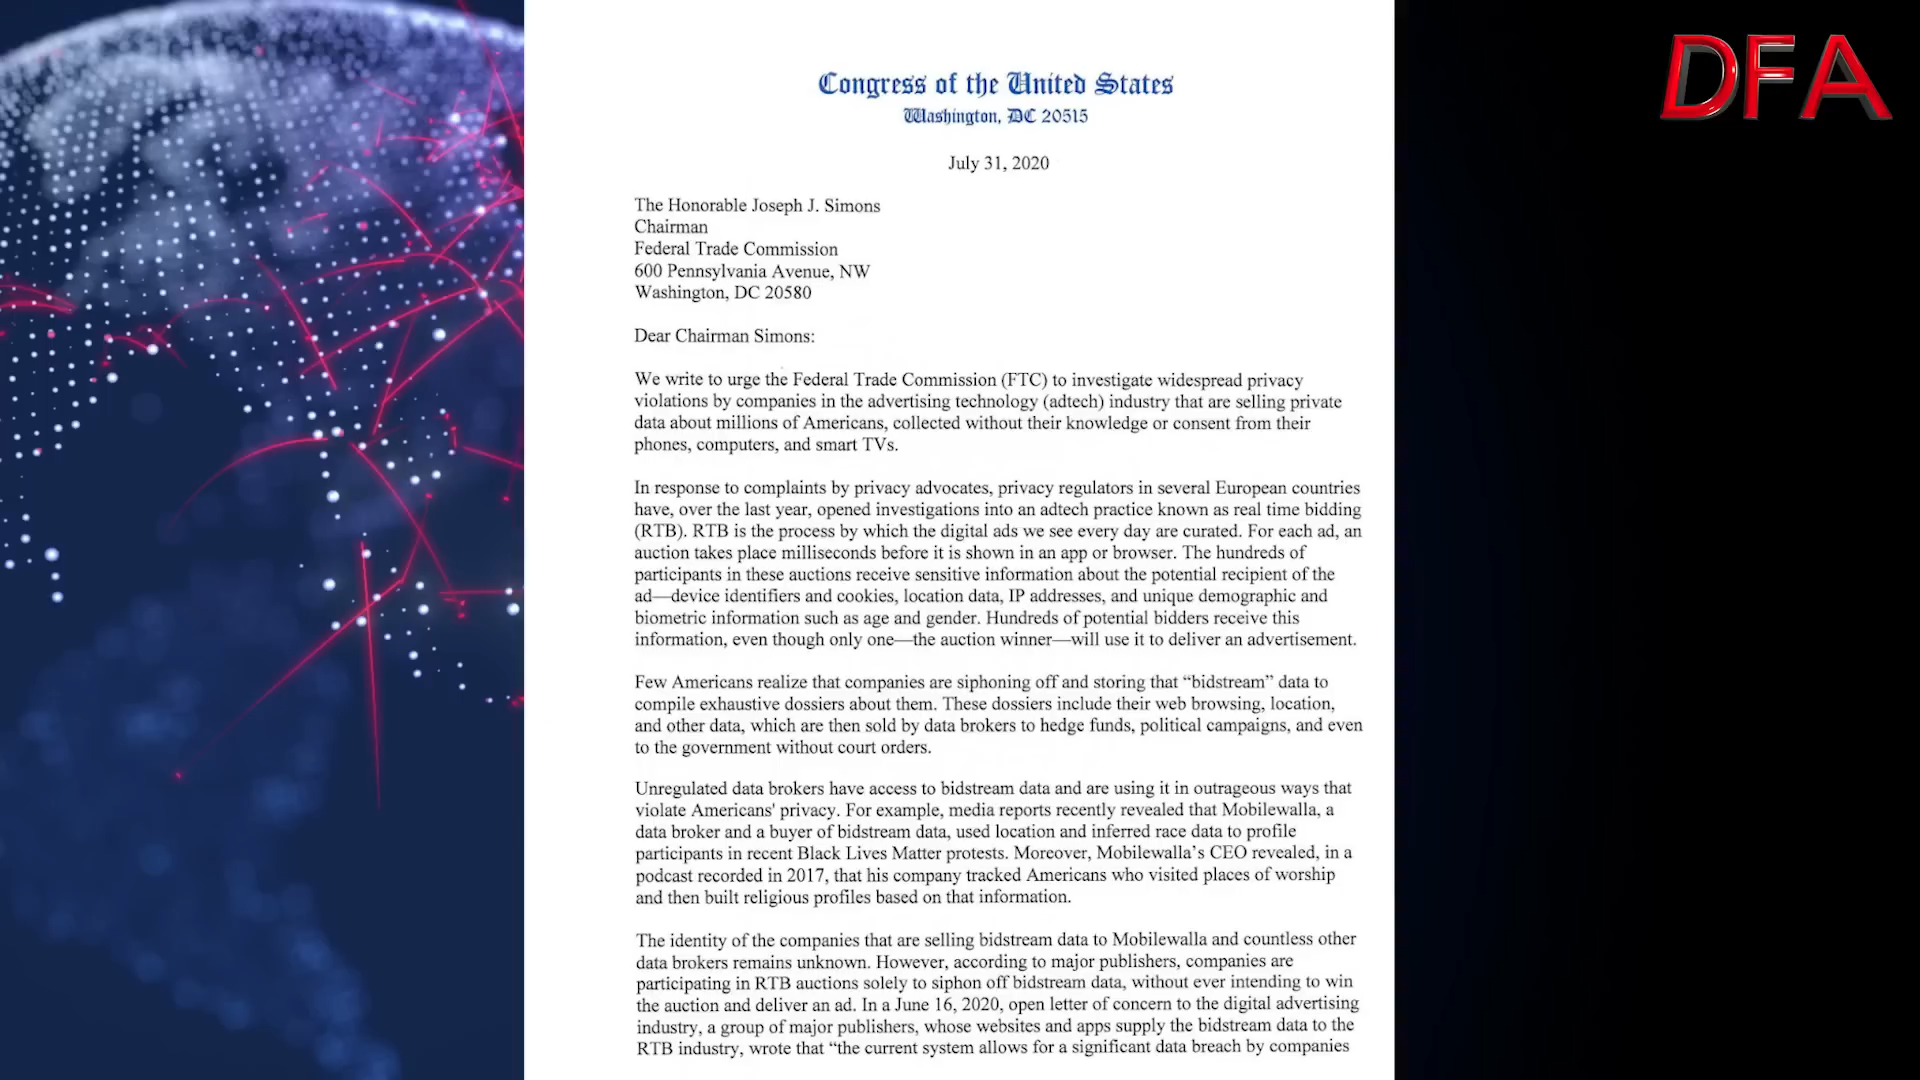 DFA
Congress of the United States
Washington, DC 20515
July 31, 2020
The Honorable Joseph J. Simons
Chairman
Federal Trade Commission
600 Pennsylvania Avenue, NW
Washington, DC 20580
Dear Chairman Simons:
We write to urge the Federal Trade Commission (FTC) to investigate widespread privacy
violations by companies in the advertising technology (adtech) industry that are selling private
data about millions of Americans, collected without their knowledge or consent from their
phones, computers, and smart TVs.
In response to complaints by privacy advocates, privacy regulators in several European countries
have, over the last year, opened investigations into an adtech practice known as real time bidding
(RTB). RTB is the process by which the digital ads we see every day are curated. For each ad, an
auction takes place milliseconds before it is shown in an app or browser. The hundreds of
participants in these auctions receive sensitive information about the potential recipient of the
ad—device identifiers and cookies, location data, IP addresses, and unique demographic and
biometric information such as age and gender. Hundreds of potential bidders receive this
information, even though only one—the auction winner—will use it to deliver an advertisement.
Few Americans realize that companies are siphoning off and storing that “bidstream” data to
compile exhaustive dossiers about them. These dossiers include their web browsing, location,
and other data, which are then sold by data brokers to hedge funds, political campaigns, and even
to the government without court orders.
Unregulated data brokers have access to bidstream data and are using it in outrageous ways that
violate Americans' privacy. For example, media reports recently revealed that Mobilewalla, a
data broker and a buyer of bidstream data, used location and inferred race data to profile
participants in recent Black Lives Matter protests. Moreover, Mobilewalla’s CEO revealed, in a
podcast recorded in 2017, that his company tracked Americans who visited places of worship
and then built religious profiles based on that information.
The identity of the companies that are selling bidstream data to Mobilewalla and countless other
data brokers remains unknown. However, according to major publishers, companies are
participating in RTB auctions solely to siphon off bidstream data, without ever intending to win
the auction and deliver an ad. In a June 16, 2020, open letter of concern to the digital advertising
industry, a group of major publishers, whose websites and apps supply the bidstream data to the
RTB industry, wrote that “the current system allows for a significant data breach by companies